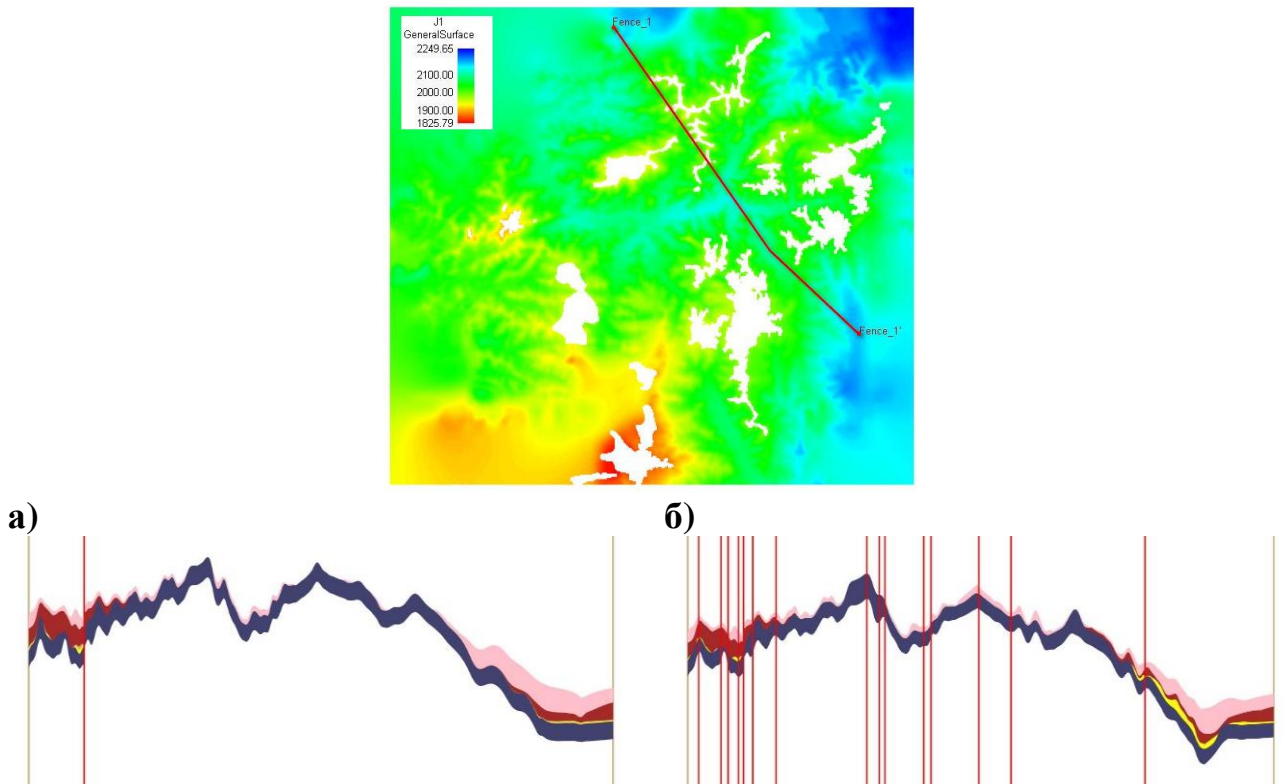 Fence_1
J1
GeneralSurface
2249.65
2100.00
2000.00
1900.00
1825.79
Fence_1'
а)
б)